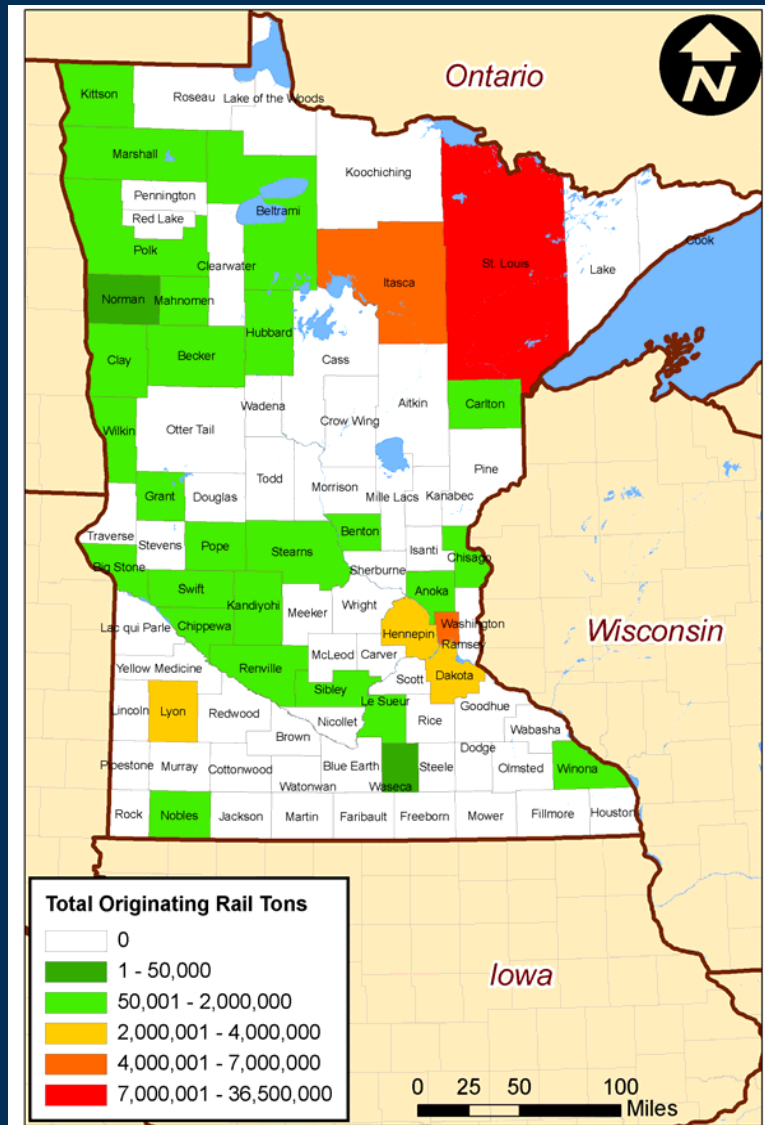 Ontario
N
Kittson
Roseau
Lake of the Woods
Marshall
Koochiching
Pennington
Beltrami
Red Lake
Cook
Polk
Clearwater
St. Louis
Lake
Itasca
Norman
Mahnomen
Hubbard
Clay
Becker
Cass
Wadena
Aitkin
Carlton
Crow Wing
Wilkin
Otter Tail
Pine
Todd
Morrison
Grant
Douglas
Mille Lacs
Kanabec
Traverse
Stevens
Pope
Stearns
Benton
Isanti
Chisago
Big Stone
Sherburne
Swift
Anoka
Kandiyohi
Meeker
Wright
Lac qui Parle
Chippewa
Hennepin
Washington
Ramsey
Wisconsin
McLeod
Carver
Yellow Medicine
Renville
Scott
Dakota
Sibley
Le Sueur
Lincoln
Lyon
Redwood
Nicollet
Rice
Goodhue
Wabasha
Brown
Dodge
Pipestone
Murray
Cottonwood
Blue Earth
Steele
Olmsted
Winona
Watonwan
Waseca
Rock
Nobles
Jackson
Martin
Faribault
Freeborn
Mower
Fillmore
Houston
Total Originating Rail Tons
0
1 - 50,000
50,001 - 2,000,000
2,000,001 - 4,000,000
4,000,001 - 7,000,000
7,000,001 - 36,500,000
Iowa
0 25 50 100
Miles